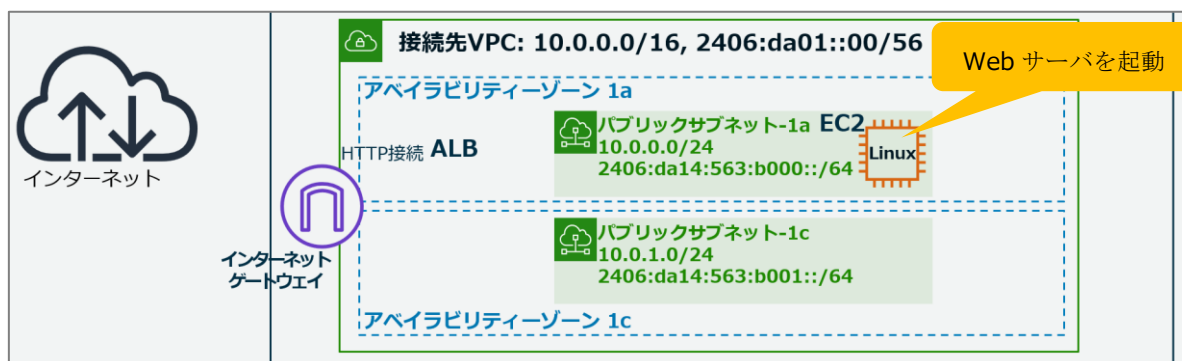 接続先VPC: 10.0.0.0/16, 2406:da01::00/56
Web サーバを起動
アベイラビリティーゾーン 1a
パブリックサブネット-1a EC2
10.0.0.0/24
2406:da14:563:b000::/64
Linux
HTTP接続 ALB
インターネット
インターネット
ゲートウェイ
パブリックサブネット-1c
10.0.1.0/24
2406:da14:563:b001::/64
アベイラビリティーゾーン 1c